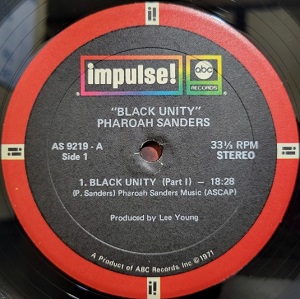 impulse!
abc
RECORDS
"BLACK UNITY"
PHAROAH SANDERS
AS 9219 - A
Side 1
33⅓ RPM
STEREO
1. BLACK UNITY (Part I) — 18:28
(P. Sanders) Pharoah Sanders Music (ASCAP)
Produced by Lee Young
A Product of ABC Records, Inc. © 1971
i!
i!
i!
i!